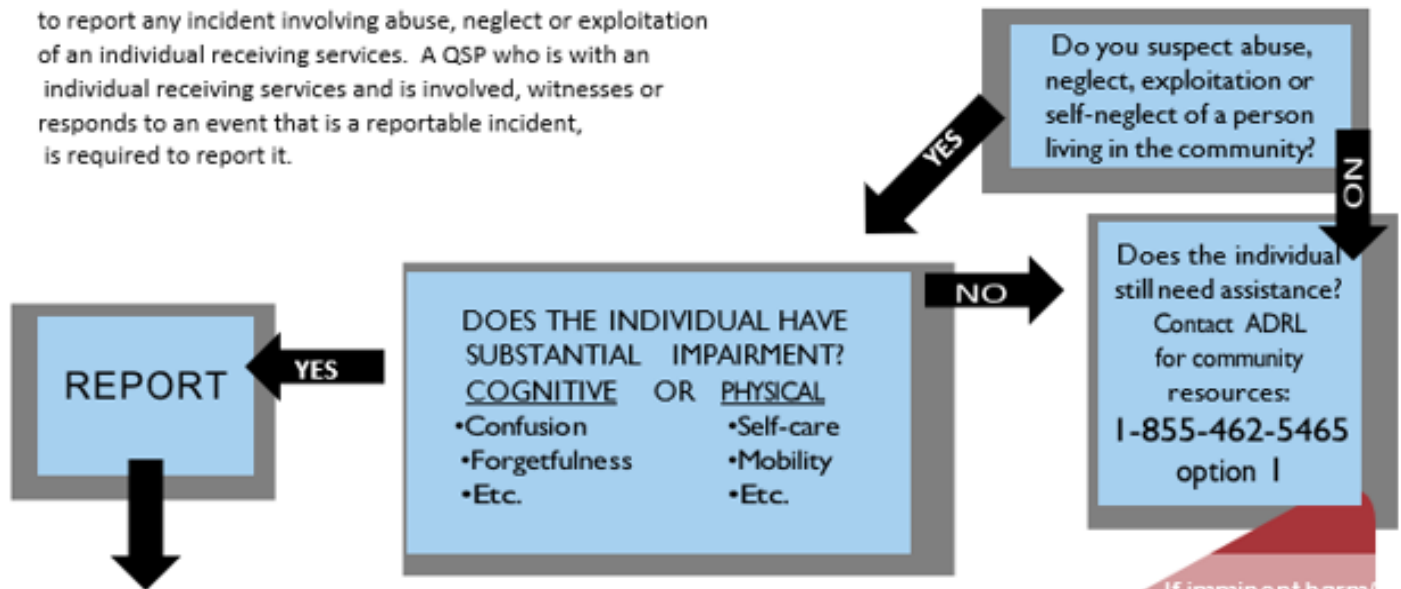 to report any incident involving abuse, neglect or exploitation
of an individual receiving services. A QSP who is with an
individual receiving services and is involved, witnesses or
responds to an event that is a reportable incident,
is required to report it.
Do you suspect abuse,
neglect, exploitation or
self-neglect of a person
living in the community?
YES
NO
Does the individual
still need assistance?
Contact ADRL
for community
resources:
1-855-462-5465
option 1
NO
DOES THE INDIVIDUAL HAVE
SUBSTANTIAL IMPAIRMENT?
COGNITIVE OR PHYSICAL
•Confusion •Self-care
•Forgetfulness •Mobility
•Etc. •Etc.
YES
REPORT
If imminent harm